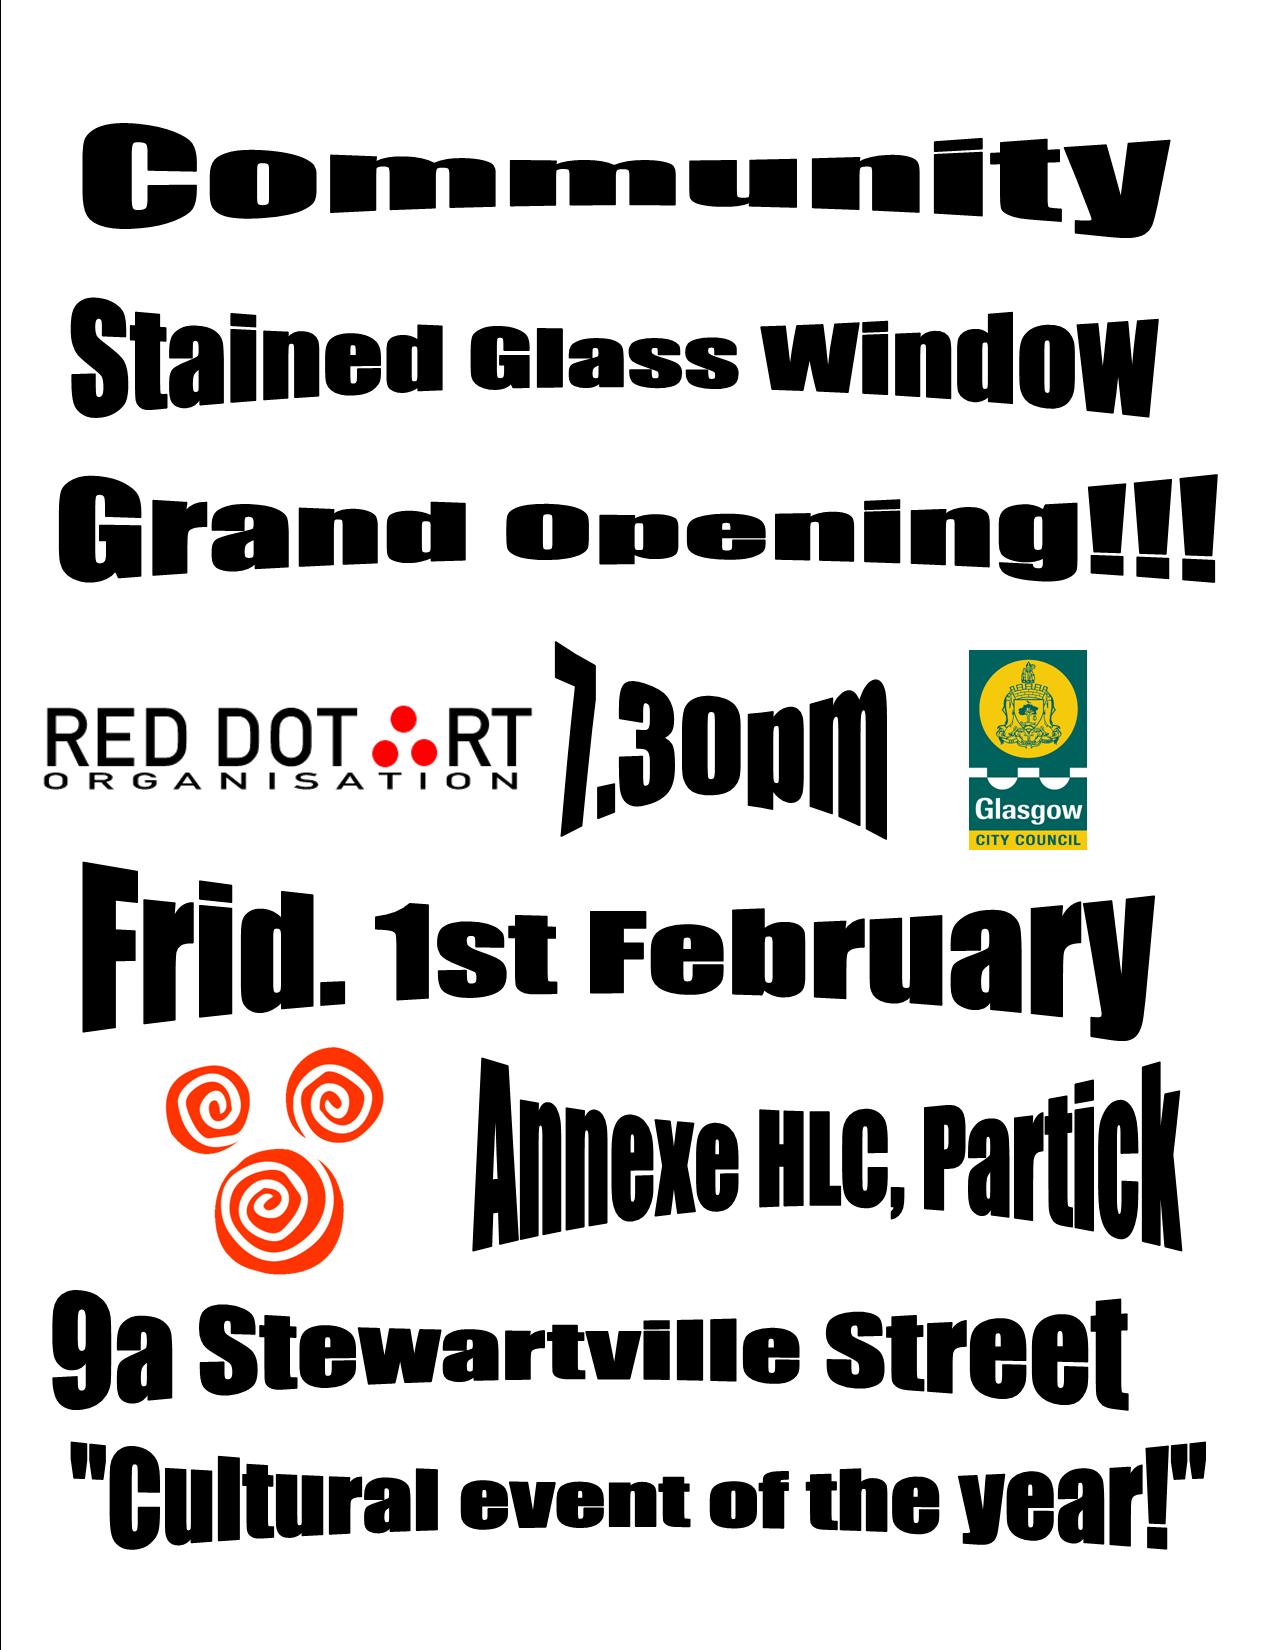 Community
Stained Glass Window
Grand Opening!!!
RED DOT ART
ORGANISATION
7.30pm
Glasgow
CITY COUNCIL
Frid. 1st February
Annexe HLC, Partick
9a Stewartville Street
"Cultural event of the year!"